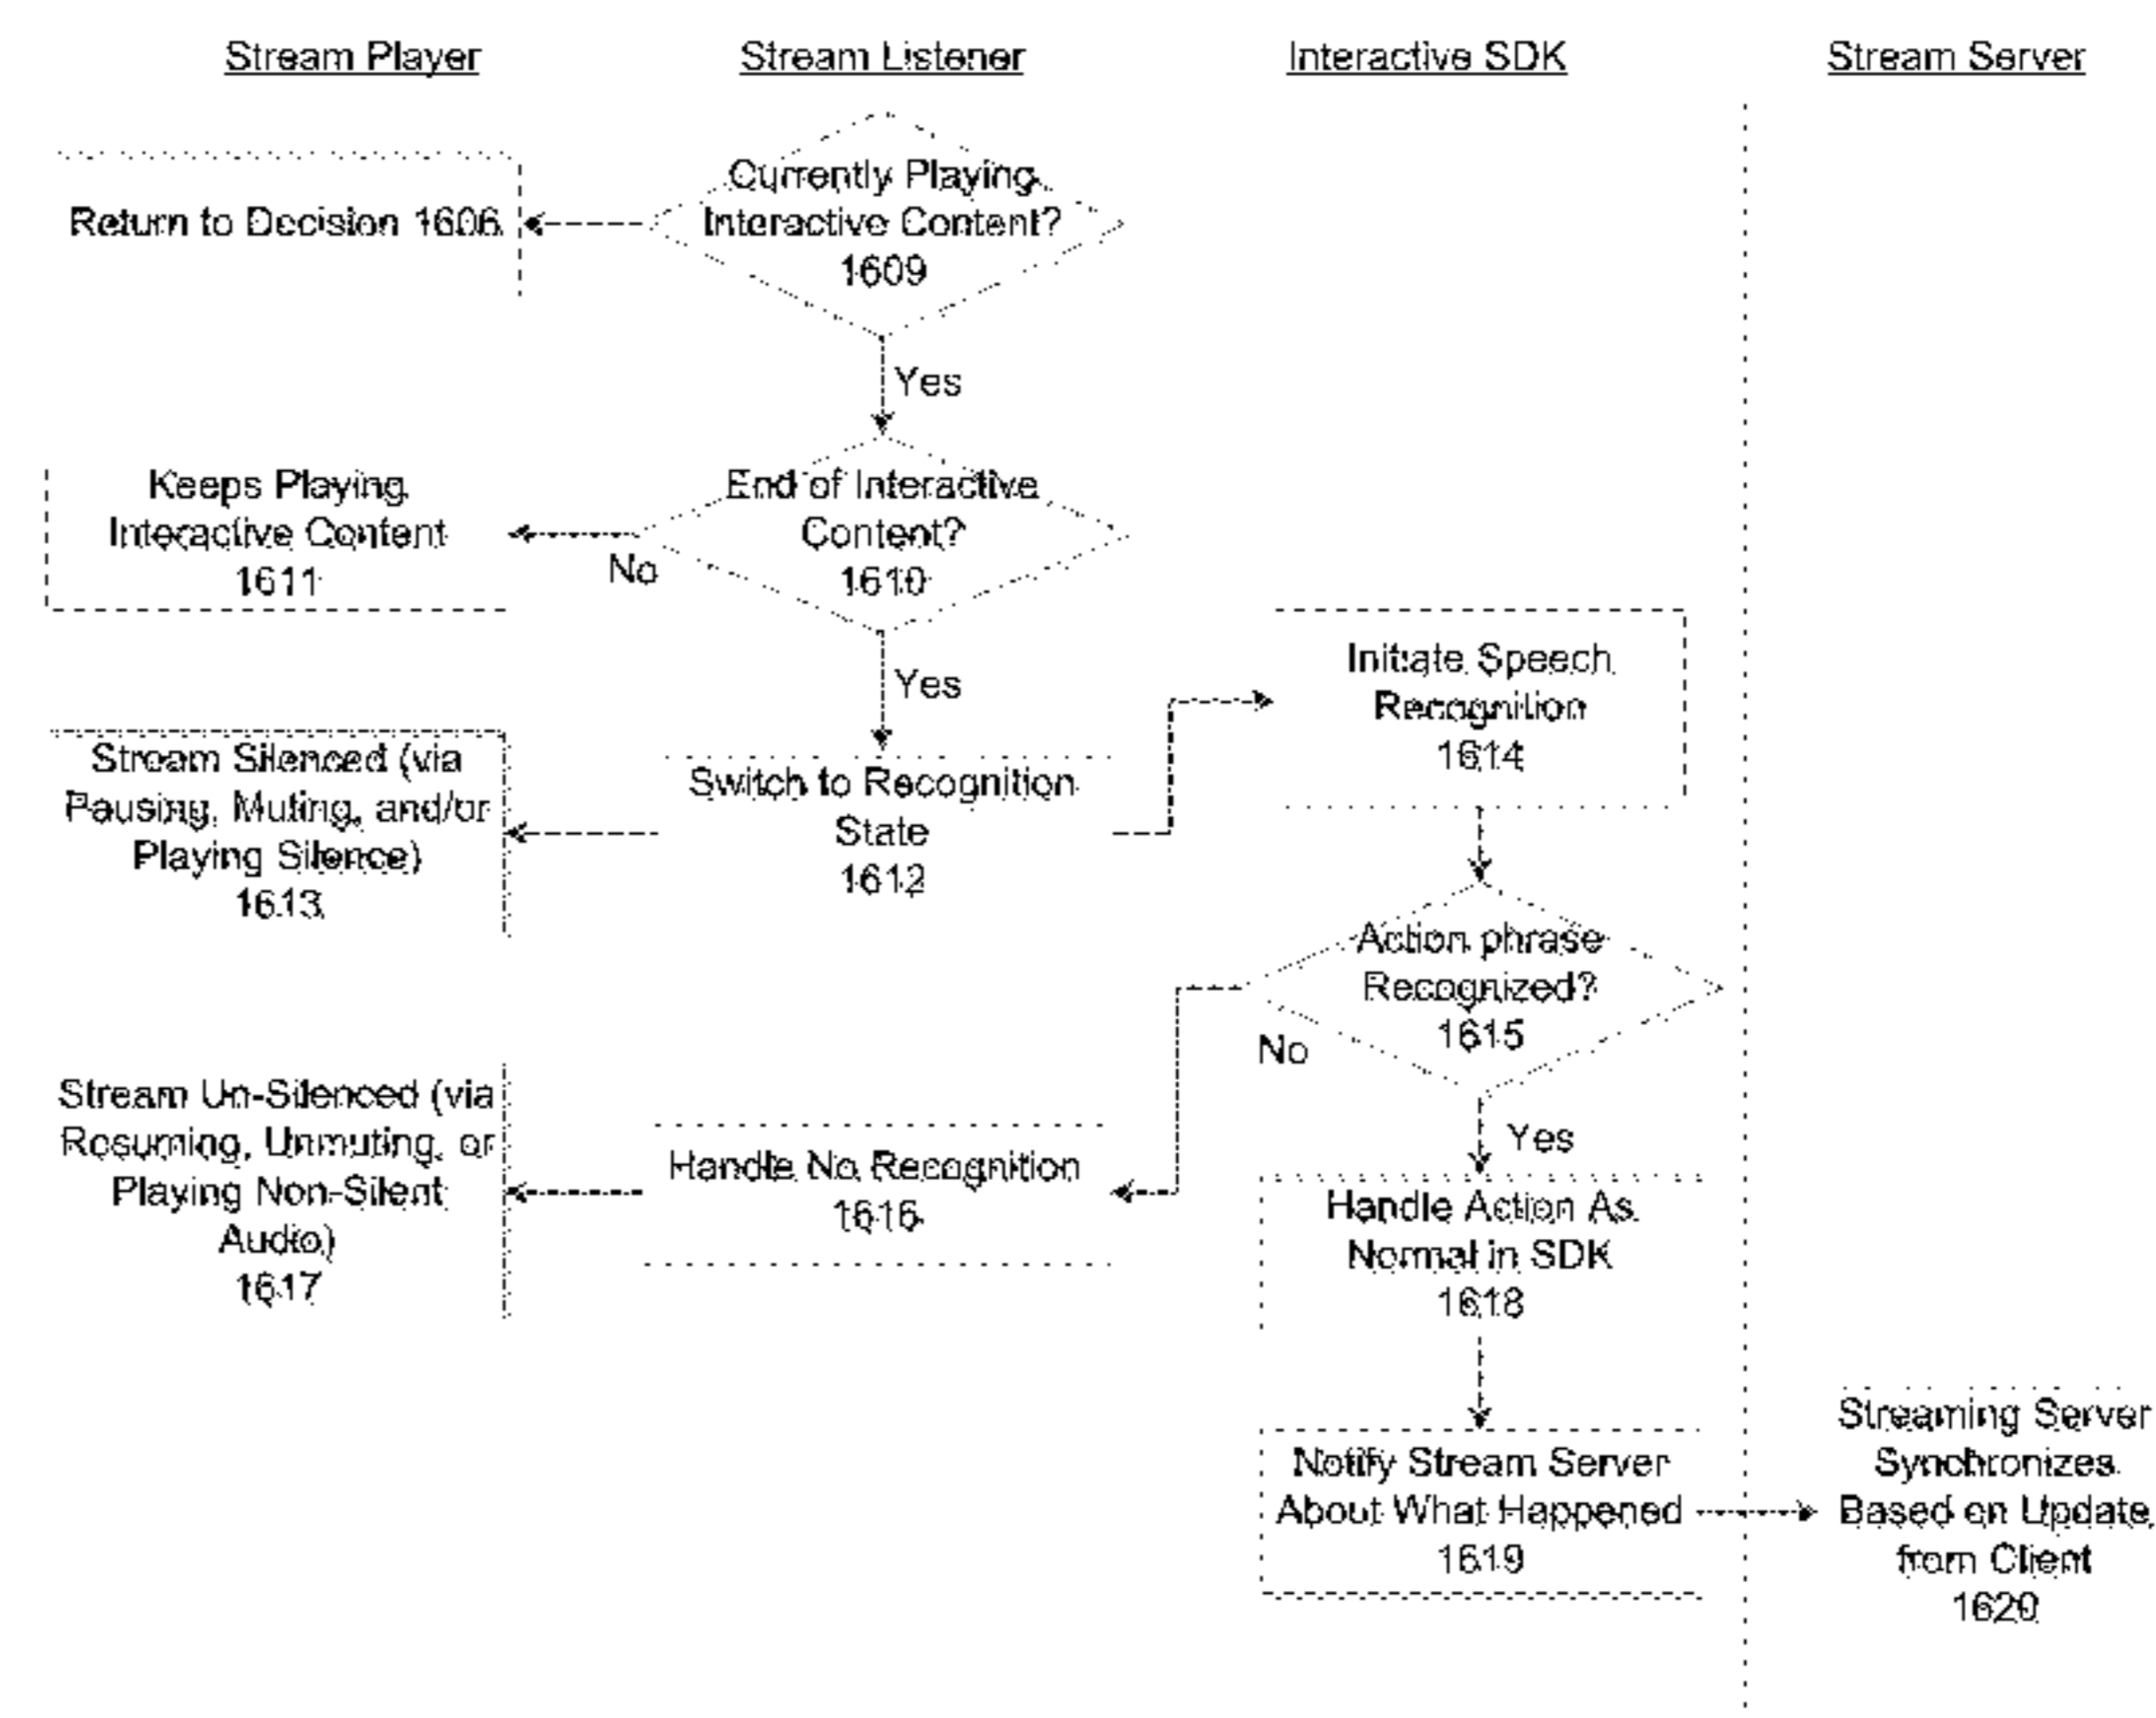 Stream Player
Stream Listener
Interactive SDK
Stream Server
Currently Playing
Interactive Content?
1609
Return to Decision 1606
Yes
End of Interactive
Content?
1610
No
Keeps Playing
Interactive Content
1611
Yes
Switch to Recognition
State
1612
Stream Silenced (via
Pausing, Muting, and/or
Playing Silence)
1613
Initiate Speech
Recognition
1614
Action phrase
Recognized?
1615
No
Yes
Handle No Recognition
1616
Stream Un-Silenced (via
Resuming, Unmuting, or
Playing Non-Silent
Audio)
1617
Handle Action As
Normal in SDK
1618
Notify Stream Server
About What Happened
1619
Streaming Server
Synchronizes
Based on Update
from Client
1620